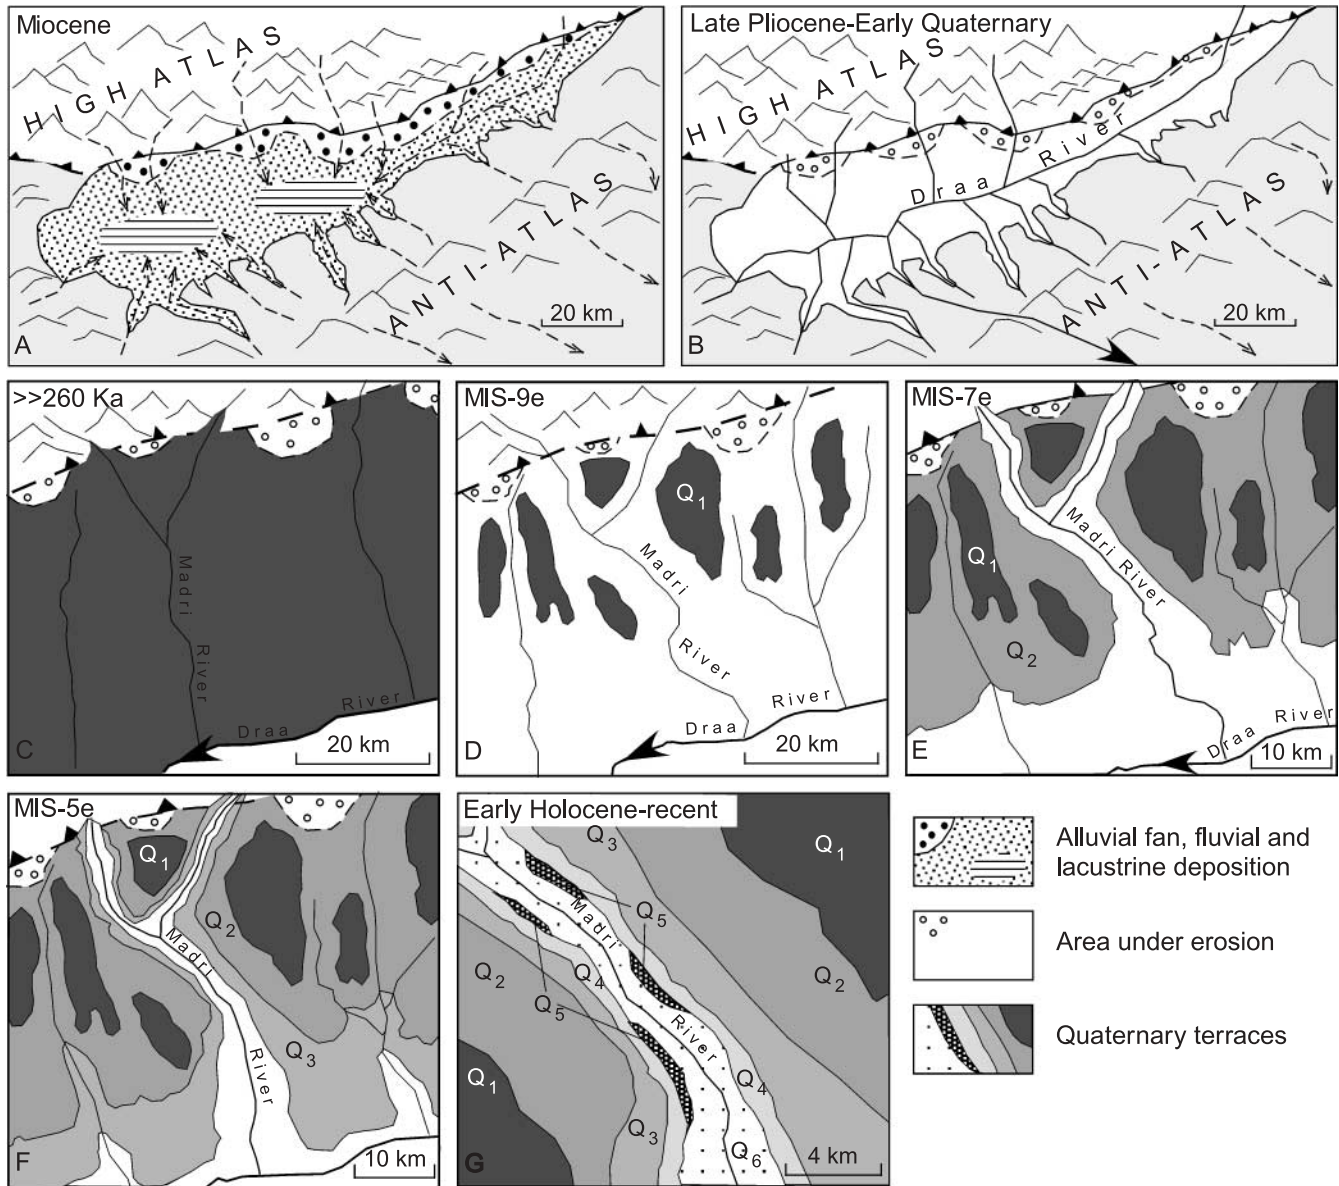 Miocene
HIGH ATLAS
ANTI-ATLAS
20 km
A
Late Pliocene-Early Quaternary
HIGH ATLAS
Draa River
ANTI-ATLAS
20 km
B
>>260 Ka
Madri River
Draa River
20 km
C
MIS-9e
Q1
Madri River
Draa River
20 km
D
MIS-7e
Q1
Madri River
Q2
Draa River
10 km
E
MIS-5e
Q1
Q2
Madri River
Q3
10 km
F
Early Holocene-recent
Q3
Q1
Q5
Madri River
Q2
Q4
Q2
Q5
Q1
Q4
Q3
Q6
4 km
G
Alluvial fan, fluvial and
lacustrine deposition
Area under erosion
Quaternary terraces